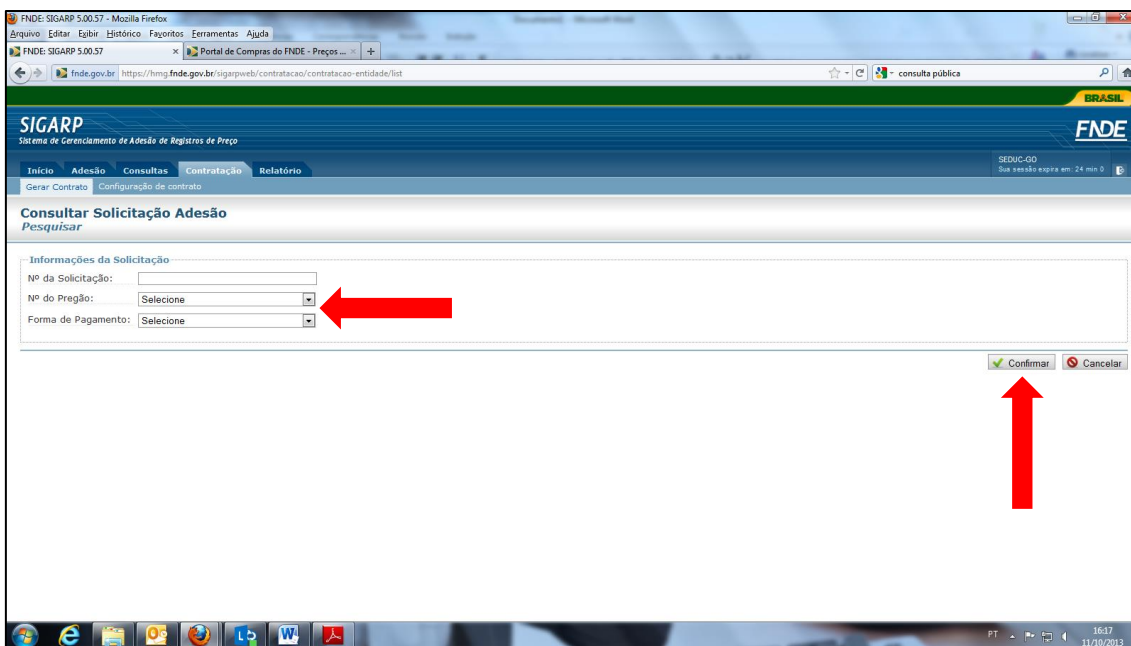 FNDE: SIGARP 5.00.57 - Mozilla Firefox
Arquivo Editar Exibir Histórico Favoritos Ferramentas Ajuda
FNDE: SIGARP 5.00.57 × Portal de Compras do FNDE - Preços ... × +
fnde.gov.br https://hmg.fnde.gov.br/sigarpweb/contratacao/contratacao-entidade/list consulta pública
BRASIL
SIGARP
Sistema de Gerenciamento de Adesão de Registros de Preço
FNDE
SEDUC-GO
Sua sessão expira em: 24 min 0
Início Adesão Consultas Contratação Relatório
Gerar Contrato Configuração de contrato
Consultar Solicitação Adesão
Pesquisar
Informações da Solicitação
Nº da Solicitação:
Nº do Pregão: Selecione
Forma de Pagamento: Selecione
Confirmar Cancelar
PT 16:17
11/10/2013